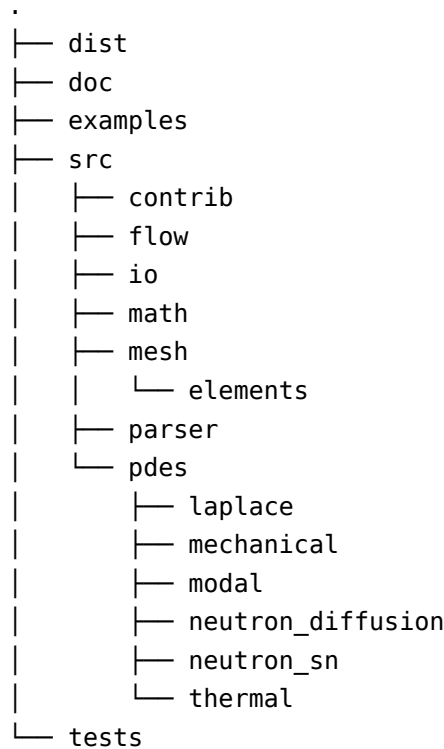 .
├── dist
├── doc
├── examples
├── src
│   ├── contrib
│   ├── flow
│   ├── io
│   ├── math
│   ├── mesh
│   │   └── elements
│   ├── parser
│   └── pdes
│       ├── laplace
│       ├── mechanical
│       ├── modal
│       ├── neutron_diffusion
│       ├── neutron_sn
│       └── thermal
└── tests